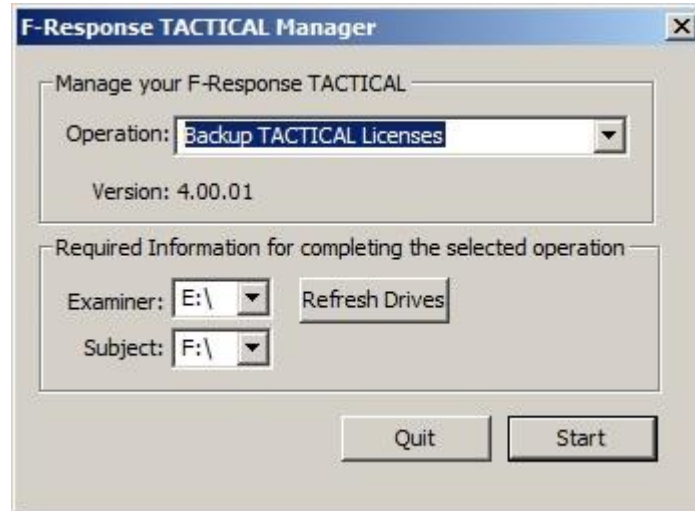 F-Response TACTICAL Manager
Manage your F-Response TACTICAL
Operation: Backup TACTICAL Licenses
Version: 4.00.01
Required Information for completing the selected operation
Examiner: E:\ Refresh Drives
Subject: F:\
Quit Start